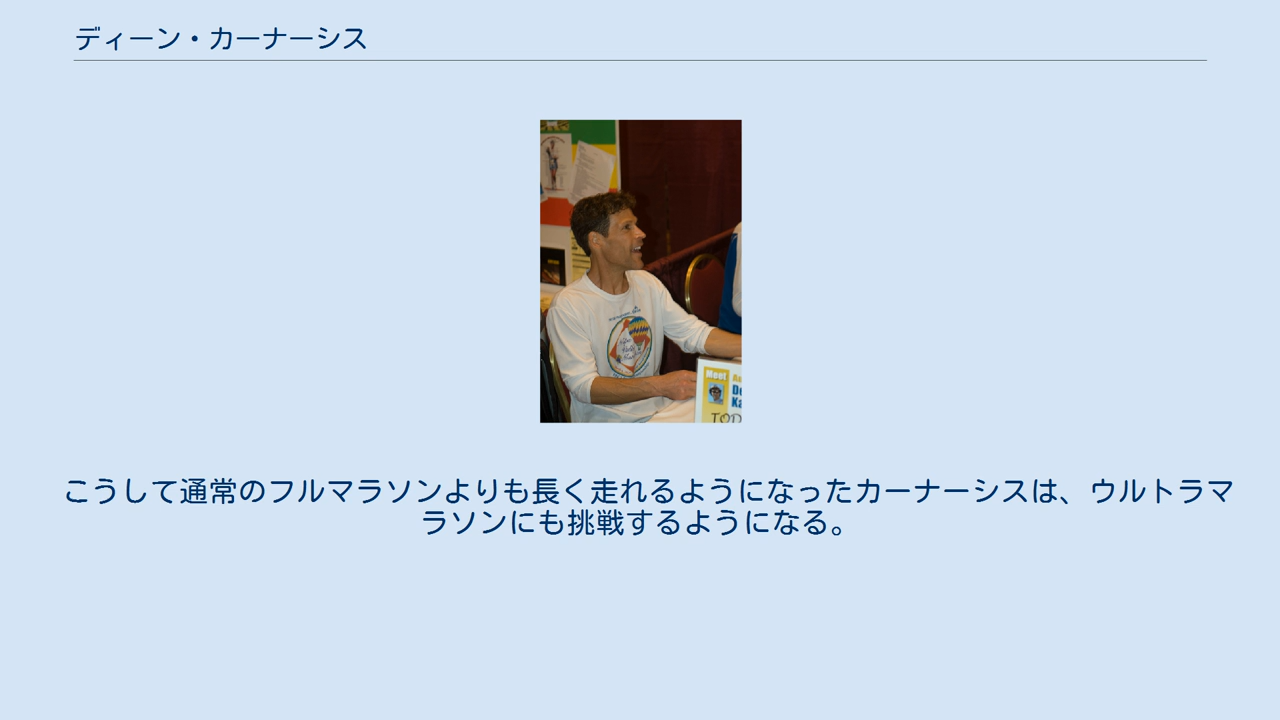 ディーン・カーナーシス
Meet
TOD
こうして通常のフルマラソンよりも長く走れるようになったカーナーシスは、ウルトラマ
ラソンにも挑戦するようになる。